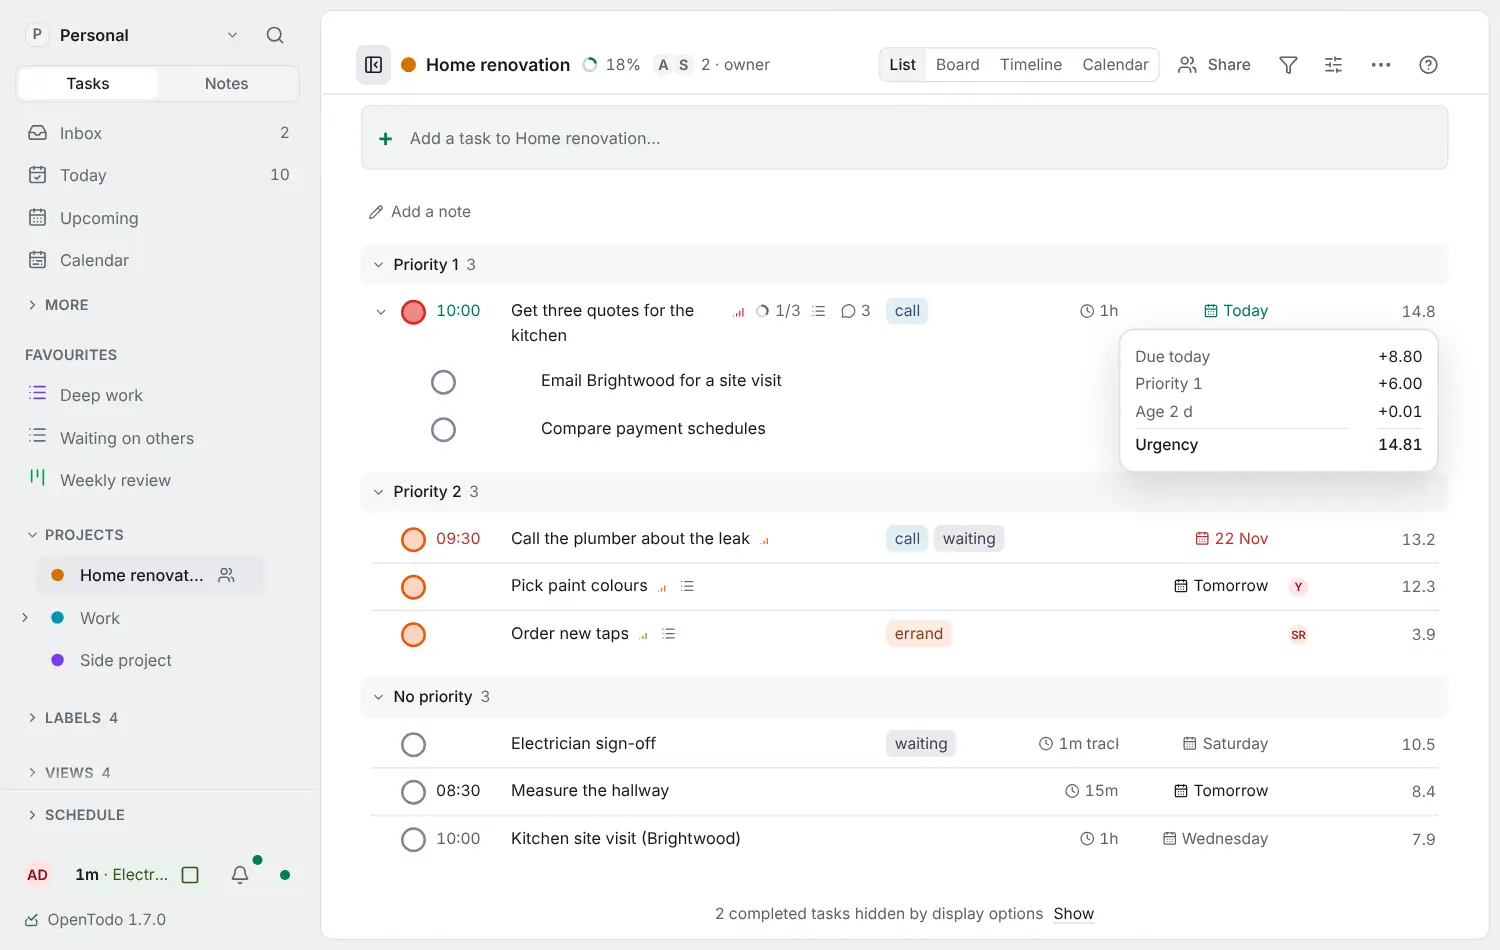 P Personal
Tasks Notes
Inbox 2
Today 10
Upcoming
Calendar
MORE
FAVOURITES
Deep work
Waiting on others
Weekly review
PROJECTS
Home renovat...
Work
Side project
LABELS 4
VIEWS 4
SCHEDULE
AD 1m · Electr...
OpenTodo 1.7.0
Home renovation 18% A S 2 · owner List Board Timeline Calendar Share
Add a task to Home renovation...
Add a note
Priority 1 3
10:00 Get three quotes for the kitchen 1/3 3 call 1h Today 14.8
Email Brightwood for a site visit
Compare payment schedules
Due today +8.80
Priority 1 +6.00
Age 2 d +0.01
Urgency 14.81
Priority 2 3
09:30 Call the plumber about the leak call waiting 22 Nov 13.2
Pick paint colours Tomorrow Y 12.3
Order new taps errand SR 3.9
No priority 3
Electrician sign-off waiting 1m track Saturday 10.5
08:30 Measure the hallway 15m Tomorrow 8.4
10:00 Kitchen site visit (Brightwood) 1h Wednesday 7.9
2 completed tasks hidden by display options Show